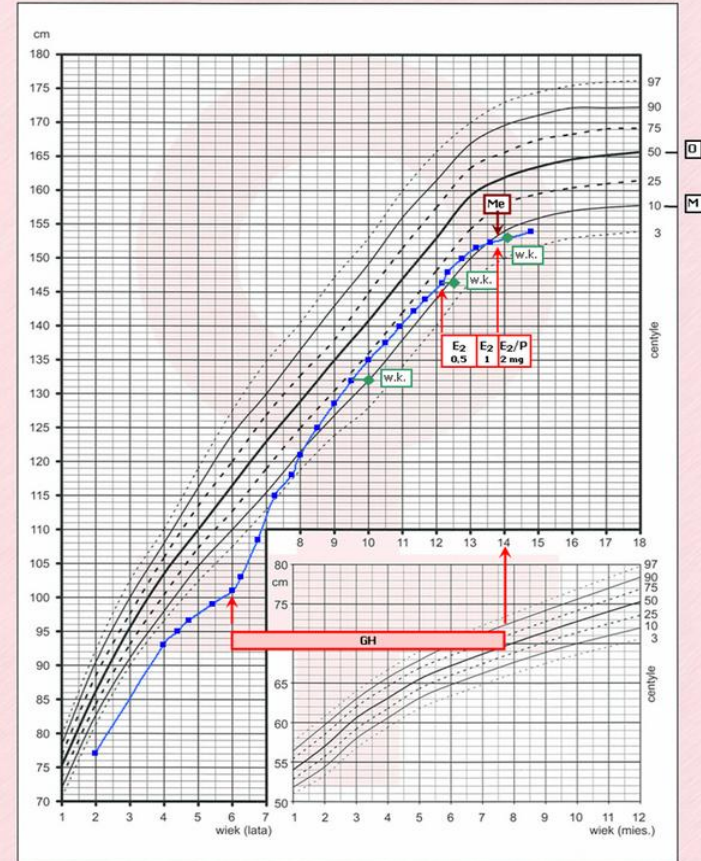 cm
180
97
175
90
170
75
165
50 O
160
25
Me
155
10 M
3
150
w.k.
w.k.
145
140
E2 0,5 E2 1 E2/P 2 mg
centyle
135
w.k.
130
125
120
115
110
8 9 10 11 12 13 14 15 16 17 18
105
80
cm
97
90
75
75
50
100
25
10
95
GH
3
90
centyle
65
85
80
60
75
55
70
50
1 2 3 4 5 6 7
1 2 3 4 5 6 7 8 9 10 11 12
wiek (lata)
wiek (mies.)